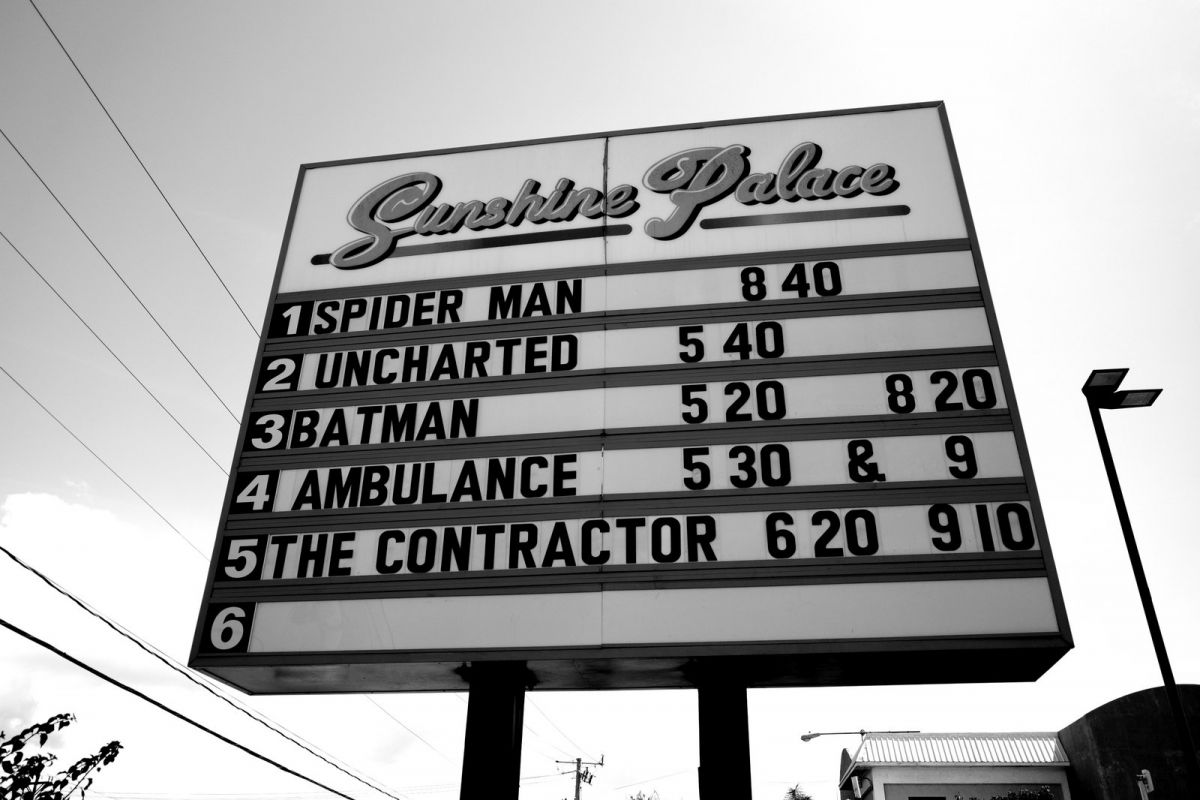 Sunshine Palace
1 SPIDER MAN 8 40
2 UNCHARTED 5 40
3 BATMAN 5 20 8 20
4 AMBULANCE 5 30 & 9
5 THE CONTRACTOR 6 20 9 10
6